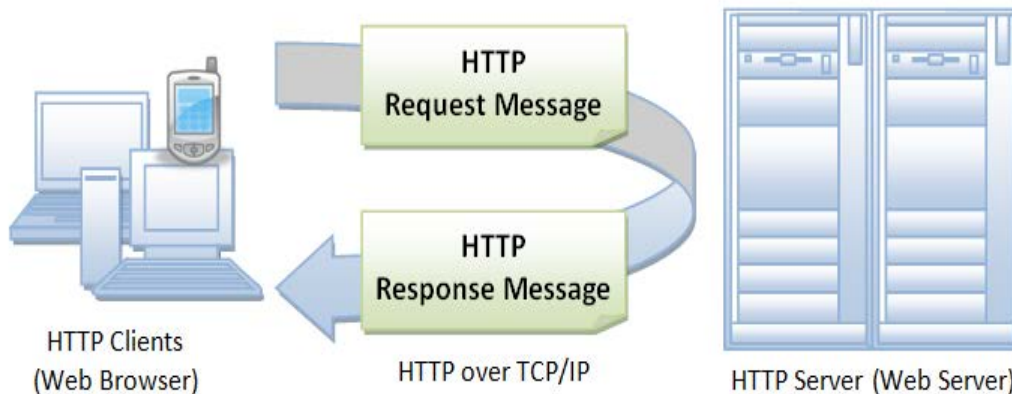 HTTP
Request Message
HTTP
Response Message
HTTP Clients
(Web Browser)
HTTP over TCP/IP
HTTP Server (Web Server)